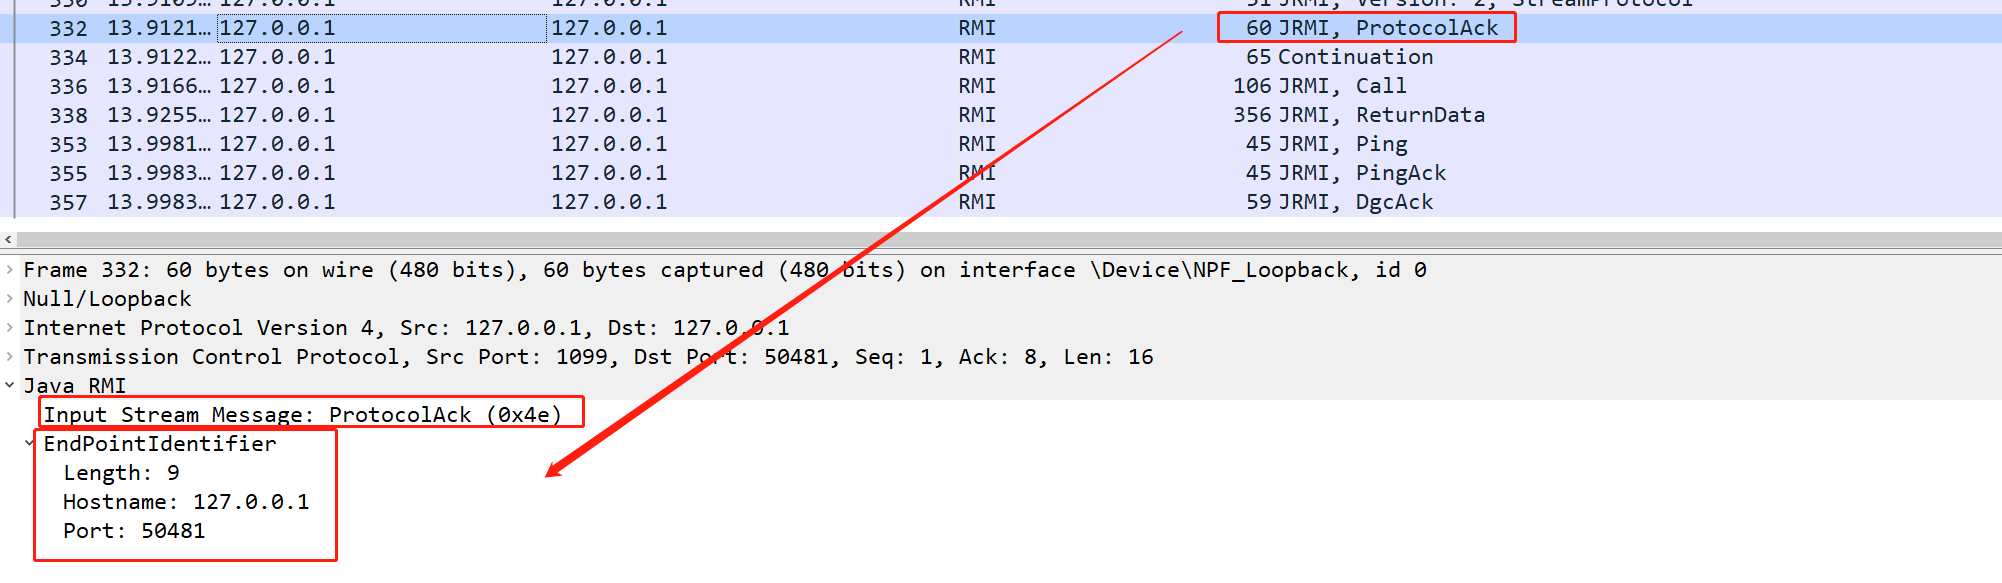 330 13.9109… 127.0.0.1 127.0.0.1 RMI 51 JRMI, Version: 2, StreamProtocol
332 13.9121… 127.0.0.1 127.0.0.1 RMI 60 JRMI, ProtocolAck
334 13.9122… 127.0.0.1 127.0.0.1 RMI 65 Continuation
336 13.9166… 127.0.0.1 127.0.0.1 RMI 106 JRMI, Call
338 13.9255… 127.0.0.1 127.0.0.1 RMI 356 JRMI, ReturnData
353 13.9981… 127.0.0.1 127.0.0.1 RMI 45 JRMI, Ping
355 13.9983… 127.0.0.1 127.0.0.1 RMI 45 JRMI, PingAck
357 13.9983… 127.0.0.1 127.0.0.1 RMI 59 JRMI, DgcAck
Frame 332: 60 bytes on wire (480 bits), 60 bytes captured (480 bits) on interface \Device\NPF_Loopback, id 0
Null/Loopback
Internet Protocol Version 4, Src: 127.0.0.1, Dst: 127.0.0.1
Transmission Control Protocol, Src Port: 1099, Dst Port: 50481, Seq: 1, Ack: 8, Len: 16
Java RMI
Input Stream Message: ProtocolAck (0x4e)
EndPointIdentifier
Length: 9
Hostname: 127.0.0.1
Port: 50481